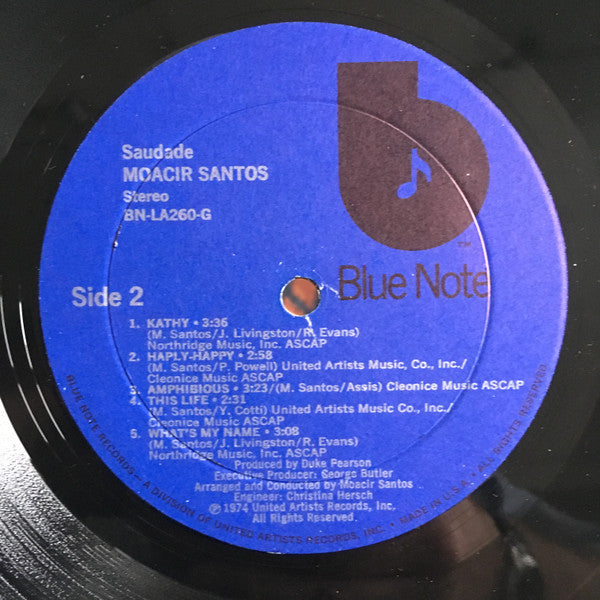 Saudade
MOACIR SANTOS
Stereo
BN-LA260-G
b
TM
Blue Note
Side 2
1. KATHY • 3:36
(M. Santos/J. Livingston/R. Evans)
Northridge Music, Inc. ASCAP
2. HAPLY-HAPPY • 2:58
(M. Santos/P. Powell) United Artists Music, Co., Inc./
Cleonice Music ASCAP
3. AMPHIBIOUS • 3:23/(M. Santos/Assis) Cleonice Music ASCAP
4. THIS LIFE • 2:31
(M. Santos/Y. Cotti) United Artists Music Co., Inc./
Cleonice Music ASCAP
5. WHAT'S MY NAME • 3:08
(M. Santos/J. Livingston/R. Evans)
Northridge Music, Inc. ASCAP
Produced by Duke Pearson
Executive Producer: George Butler
Arranged and Conducted by Moacir Santos
Engineer: Christina Hersch
℗ 1974 United Artists Records, Inc.
All Rights Reserved.
BLUE NOTE RECORDS — A DIVISION OF UNITED ARTISTS RECORDS, INC. • MADE IN U.S.A. • ALL RIGHTS RESERVED